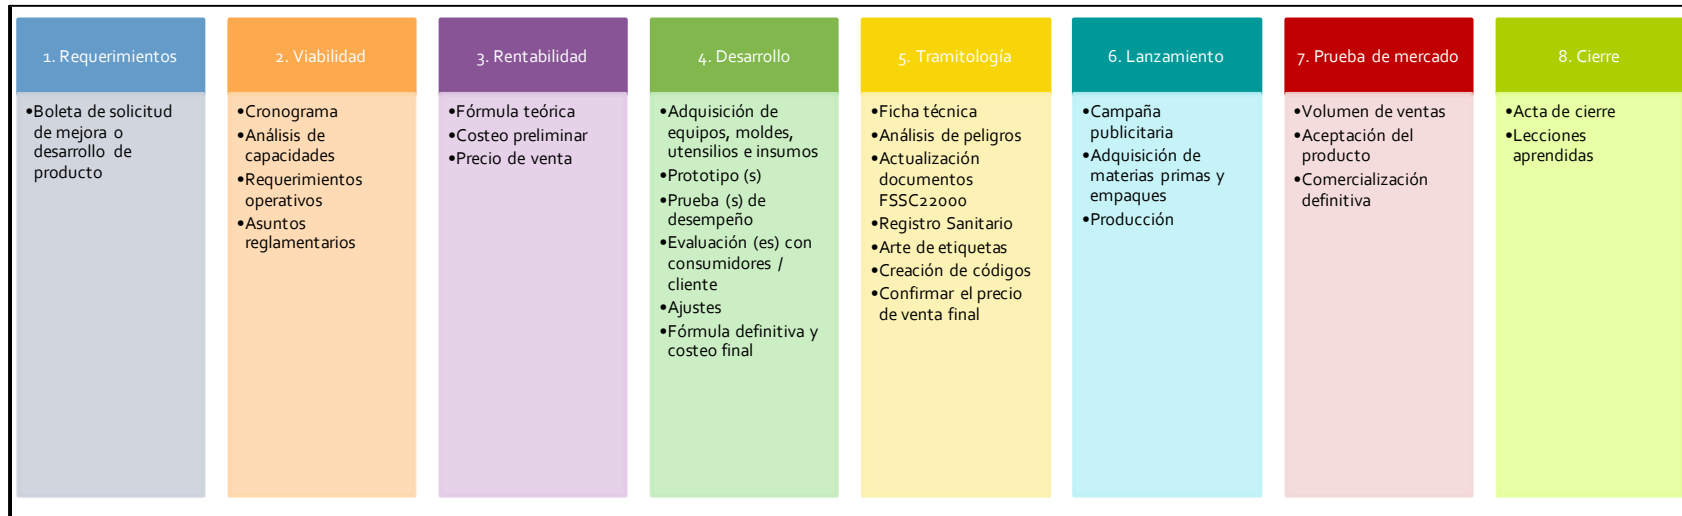 1. Requerimientos
•Boleta de solicitud
de mejora o
desarrollo de
producto
2. Viabilidad
•Cronograma
•Análisis de
capacidades
•Requerimientos
operativos
•Asuntos
reglamentarios
3. Rentabilidad
•Fórmula teórica
•Costeo preliminar
•Precio de venta
4. Desarrollo
•Adquisición de
equipos, moldes,
utensilios e insumos
•Prototipo (s)
•Prueba (s) de
desempeño
•Evaluación (es) con
consumidores /
cliente
•Ajustes
•Fórmula definitiva y
costeo final
5. Tramitología
•Ficha técnica
•Análisis de peligros
•Actualización
documentos
FSSC22000
•Registro Sanitario
•Arte de etiquetas
•Creación de códigos
•Confirmar el precio
de venta final
6. Lanzamiento
•Campaña
publicitaria
•Adquisición de
materias primas y
empaques
•Producción
7. Prueba de mercado
•Volumen de ventas
•Aceptación del
producto
•Comercialización
definitiva
8. Cierre
•Acta de cierre
•Lecciones
aprendidas